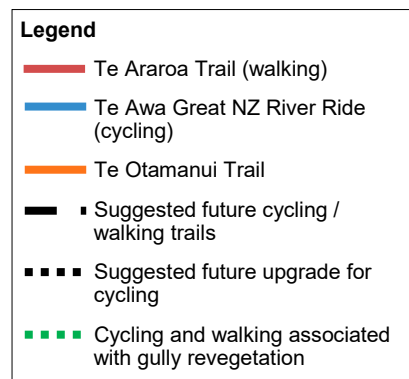 Legend
Te Araroa Trail (walking)
Te Awa Great NZ River Ride
(cycling)
Te Otamanui Trail
Suggested future cycling /
walking trails
Suggested future upgrade for
cycling
Cycling and walking associated
with gully revegetation